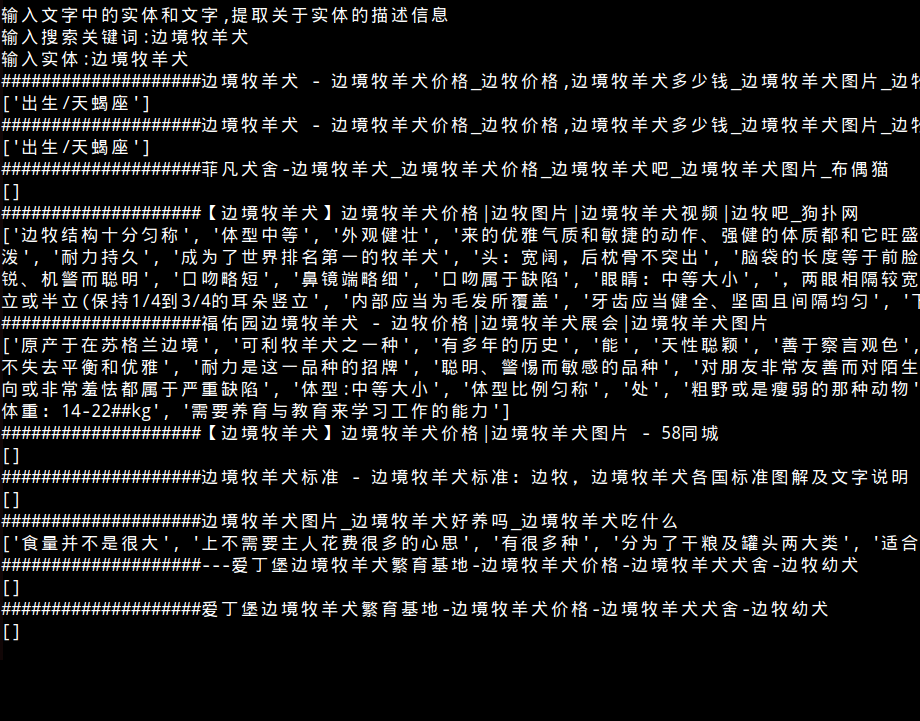 输入文字中的实体和文字,提取关于实体的描述信息
输入搜索关键词:边境牧羊犬
输入实体:边境牧羊犬
####################边境牧羊犬 - 边境牧羊犬价格_边牧价格,边境牧羊犬多少钱_边境牧羊犬图片_边牧
['出生/天蝎座']
####################边境牧羊犬 - 边境牧羊犬价格_边牧价格,边境牧羊犬多少钱_边境牧羊犬图片_边牧
['出生/天蝎座']
####################菲凡犬舍-边境牧羊犬_边境牧羊犬价格_边境牧羊犬吧_边境牧羊犬图片_布偶猫
[]
####################【边境牧羊犬】边境牧羊犬价格|边牧图片|边境牧羊犬视频|边牧吧_狗扑网
['边牧结构十分匀称', '体型中等', '外观健壮', '来的优雅气质和敏捷的动作、强健的体质都和它旺盛
泼', '耐力持久', '成为了世界排名第一的牧羊犬', '头: 宽阔，后枕骨不突出', '脑袋的长度等于前脸
锐、机警而聪明', '口吻略短', '鼻镜端略细', '口吻属于缺陷', '眼睛: 中等大小', '，两眼相隔较宽
立或半立(保持1/4到3/4的耳朵竖立', '内部应当为毛发所覆盖', '牙齿应当健全、坚固且间隔均匀', '下
####################福佑园边境牧羊犬 - 边牧价格|边境牧羊犬展会|边境牧羊犬图片
['原产于在苏格兰边境', '可利牧羊犬之一种', '有多年的历史', '能', '天性聪颖', '善于察言观色',
不失去平衡和优雅', '耐力是这一品种的招牌', '聪明、警惕而敏感的品种', '对朋友非常友善而对陌生
向或非常羞怯都属于严重缺陷', '体型:中等大小', '体型比例匀称', '处', '粗野或是瘦弱的那种动物'
体重: 14-22##kg', '需要养育与教育来学习工作的能力']
####################【边境牧羊犬】边境牧羊犬价格|边境牧羊犬图片 - 58同城
[]
####################边境牧羊犬标准 - 边境牧羊犬标准: 边牧，边境牧羊犬各国标准图解及文字说明
[]
####################边境牧羊犬图片_边境牧羊犬好养吗_边境牧羊犬吃什么
['食量并不是很大', '上不需要主人花费很多的心思', '有很多种', '分为了干粮及罐头两大类', '适合
####################---爱丁堡边境牧羊犬繁育基地-边境牧羊犬价格-边境牧羊犬犬舍-边牧幼犬
[]
####################爱丁堡边境牧羊犬繁育基地-边境牧羊犬价格-边境牧羊犬犬舍-边牧幼犬
[]